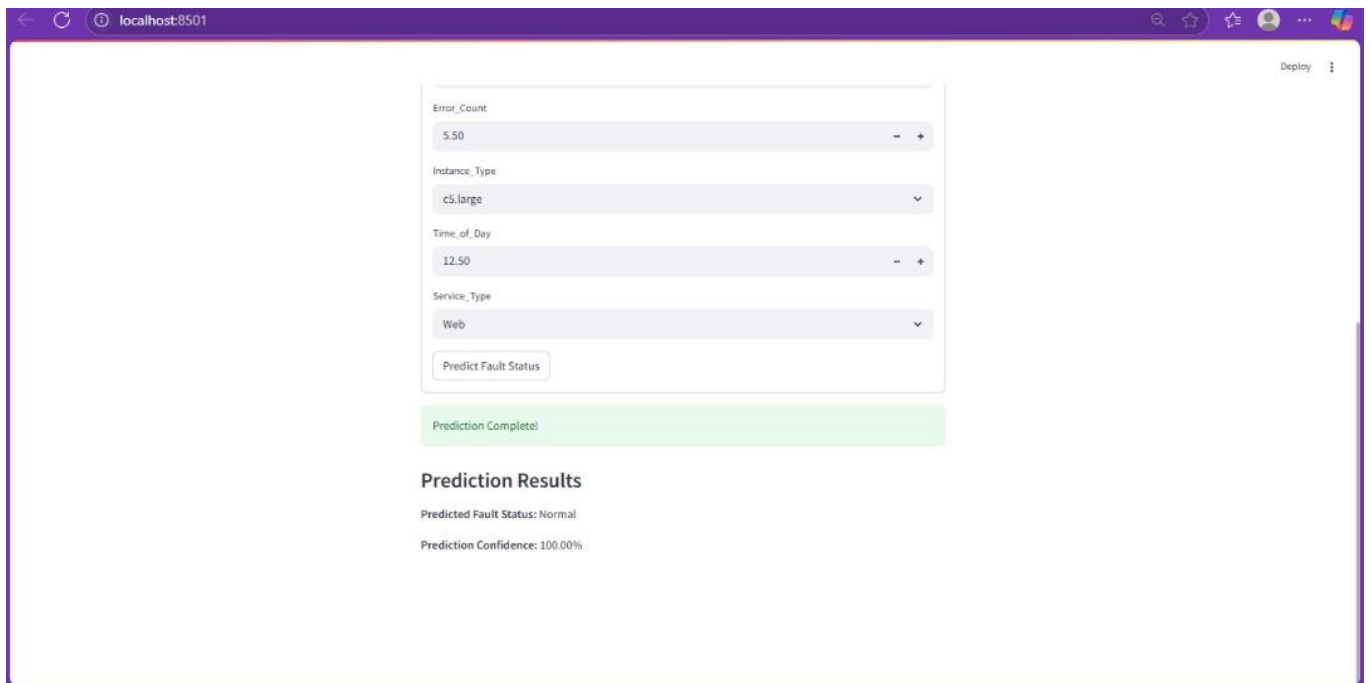 localhost:8501
Deploy
Error_Count
5.50
Instance_Type
c5.large
Time_of_Day
12.50
Service_Type
Web
Predict Fault Status
Prediction Complete!
Prediction Results
Predicted Fault Status: Normal
Prediction Confidence: 100.00%